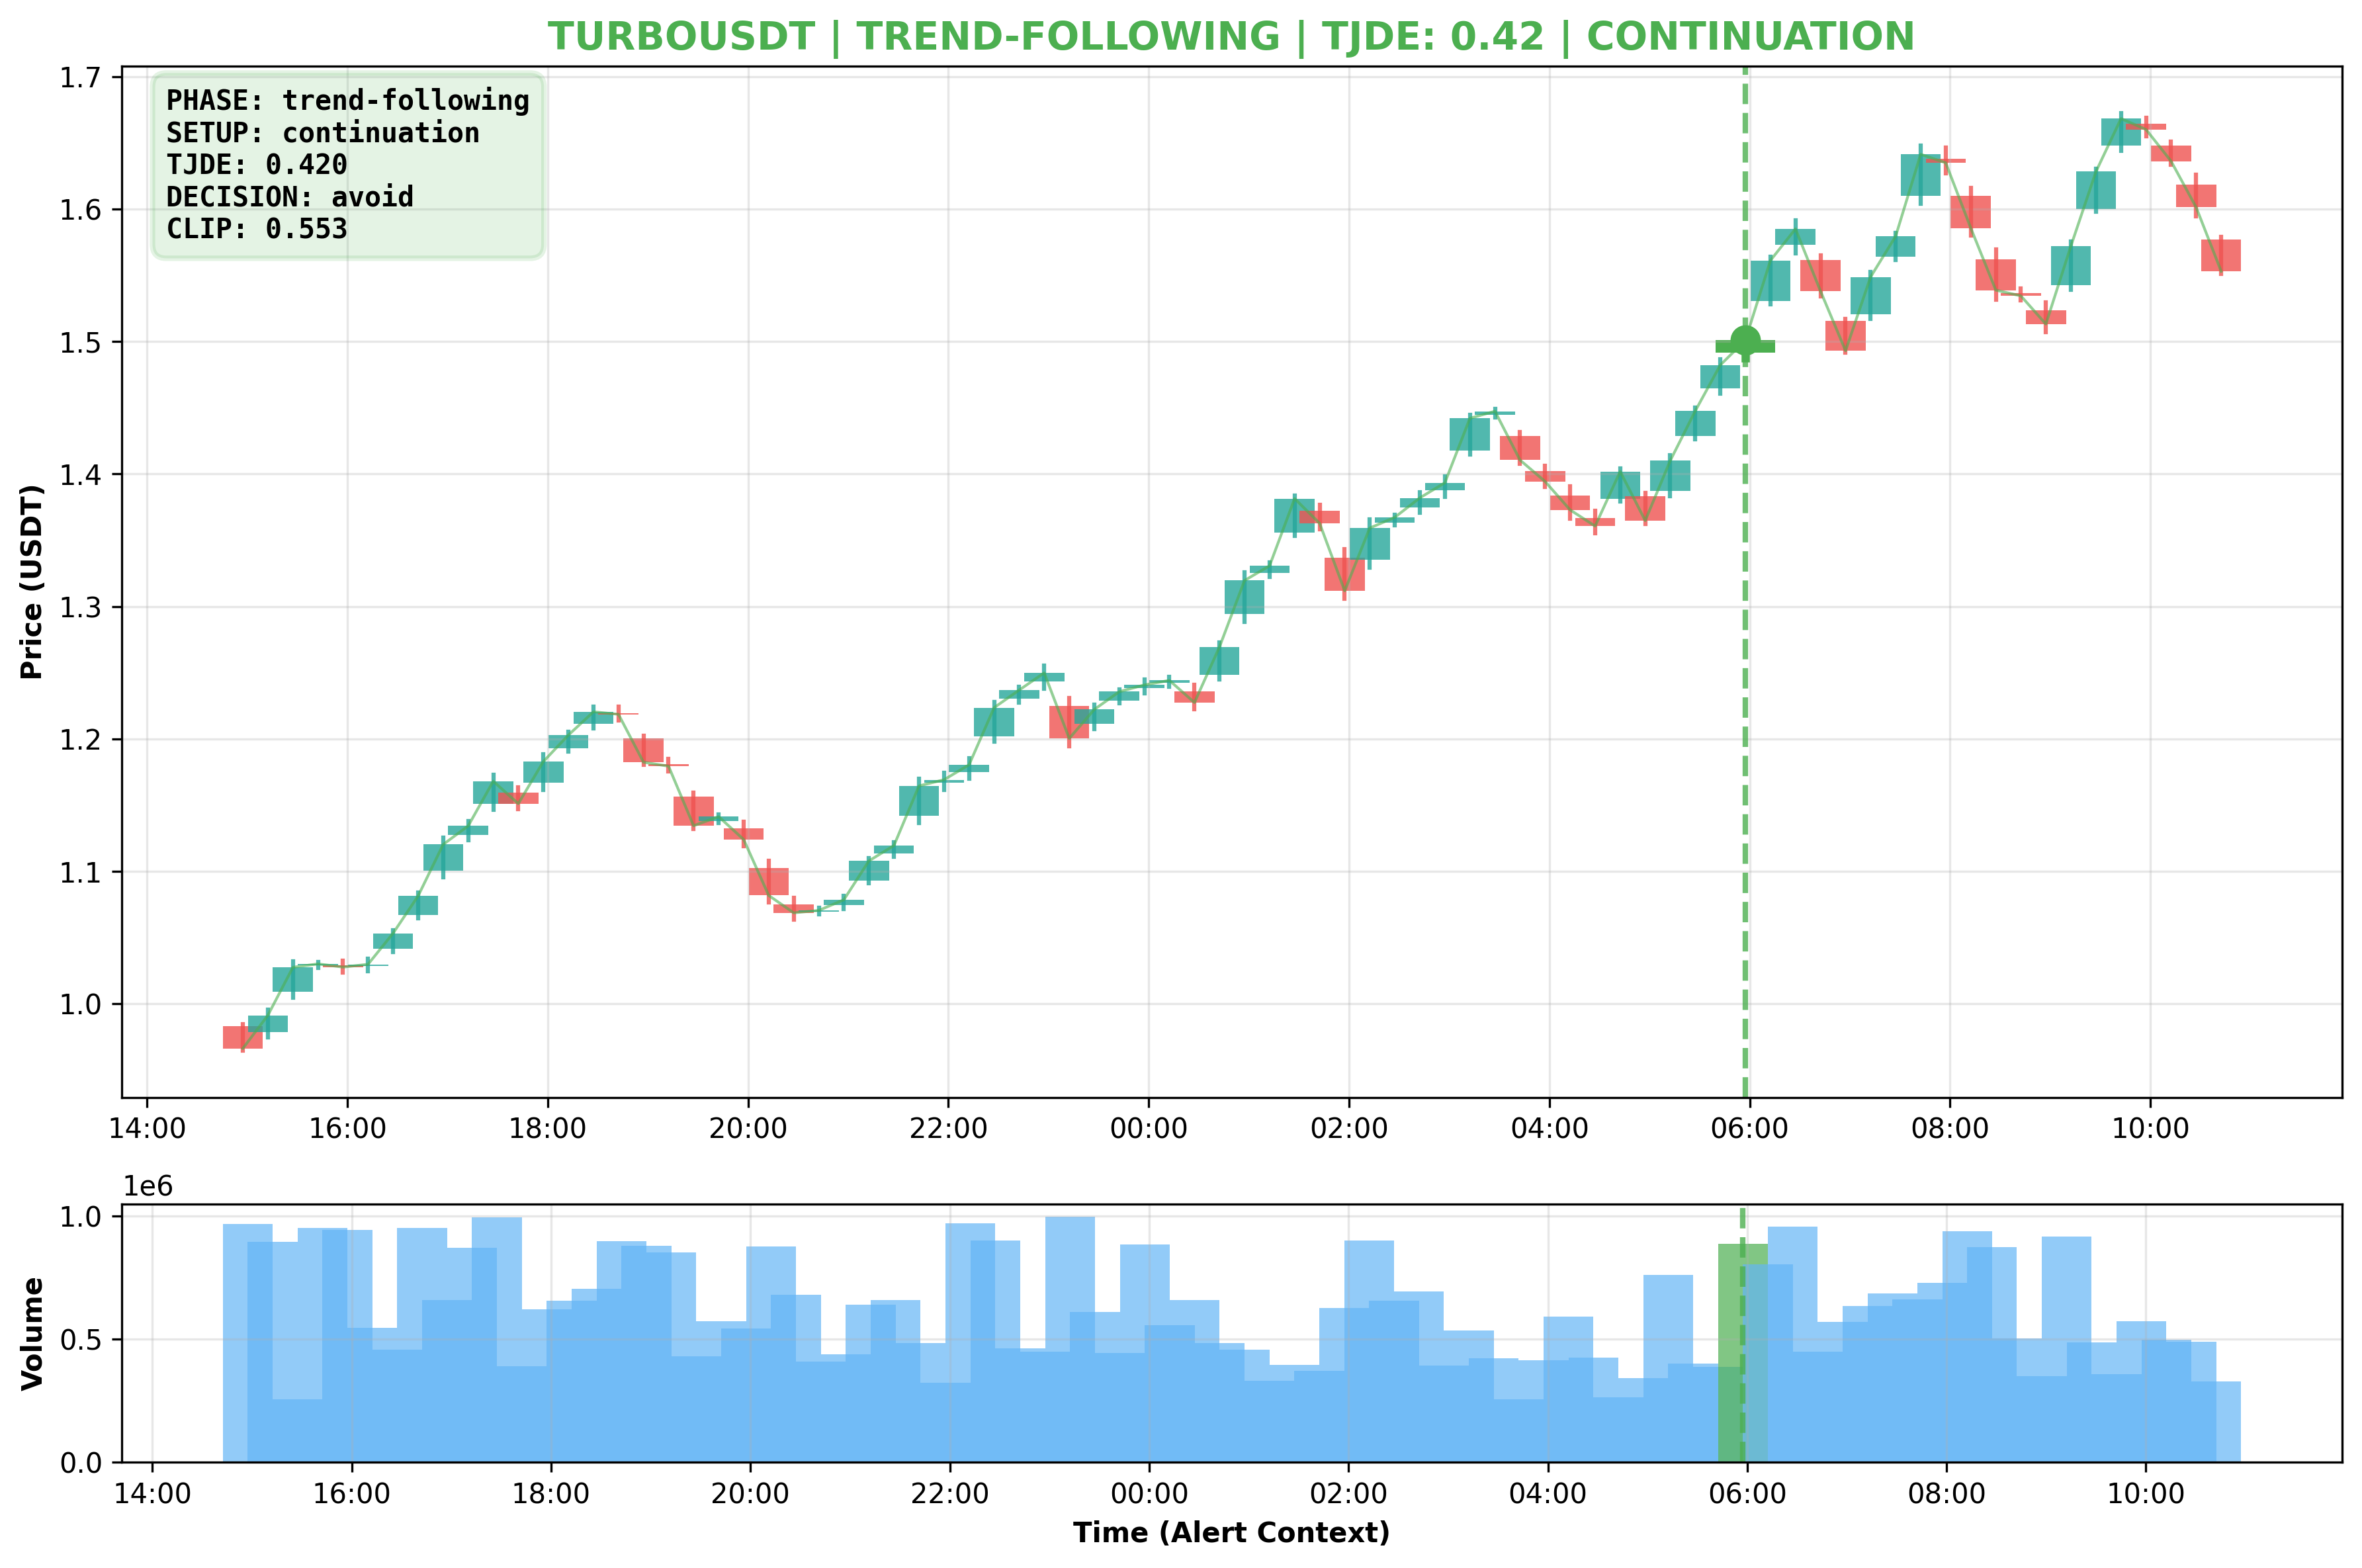 TURBOUSDT | TREND-FOLLOWING | TJDE: 0.42 | CONTINUATION
PHASE: trend-following
SETUP: continuation
TJDE: 0.420
DECISION: avoid
CLIP: 0.553
Price (USDT)
1.7
1.6
1.5
1.4
1.3
1.2
1.1
1.0
14:00 16:00 18:00 20:00 22:00 00:00 02:00 04:00 06:00 08:00 10:00
1e6
Volume
1.0
0.5
0.0
14:00 16:00 18:00 20:00 22:00 00:00 02:00 04:00 06:00 08:00 10:00
Time (Alert Context)